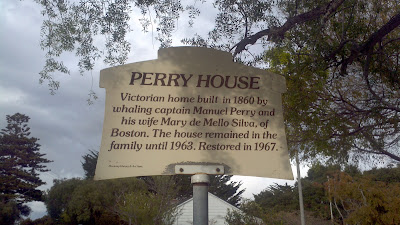 PERRY HOUSE
Victorian home built in 1860 by
whaling captain Manuel Perry and
his wife Mary de Mello Silva, of
Boston. The house remained in the
family until 1963. Restored in 1967.